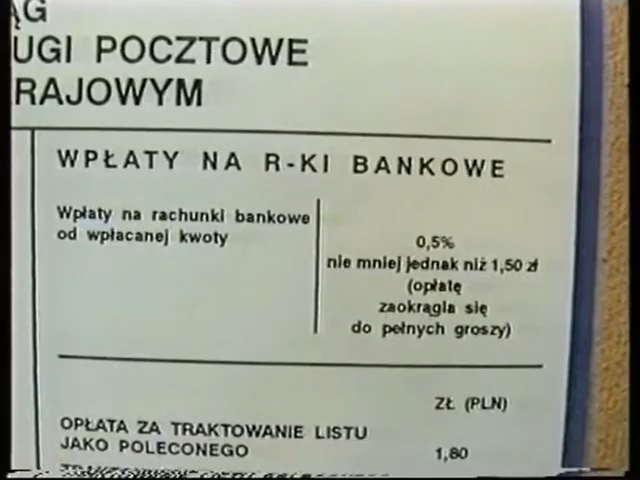 ĄG
UGI POCZTOWE
RAJOWYM
WPŁATY NA R-KI BANKOWE
Wpłaty na rachunki bankowe
od wpłacanej kwoty
0,5%
nie mniej jednak niż 1,50 zł
(opłatę
zaokrągla się
do pełnych groszy)
ZŁ (PLN)
OPŁATA ZA TRAKTOWANIE LISTU
JAKO POLECONEGO
1,80